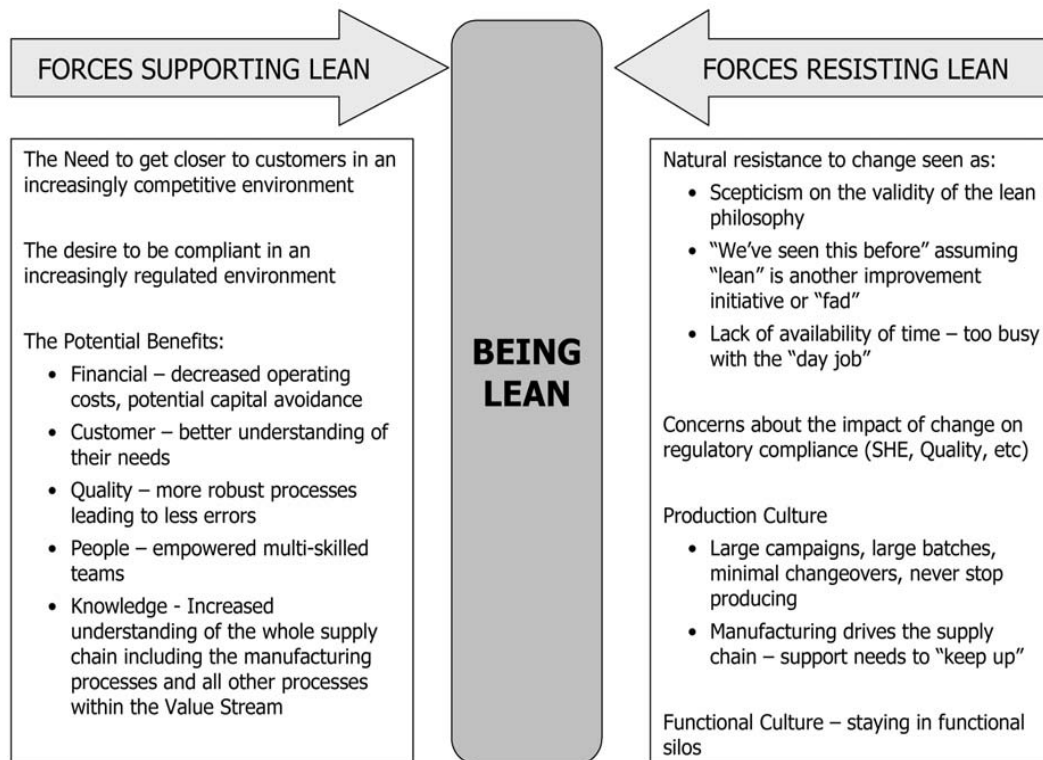 FORCES SUPPORTING LEAN
The Need to get closer to customers in an
increasingly competitive environment
The desire to be compliant in an
increasingly regulated environment
The Potential Benefits:
• Financial – decreased operating
costs, potential capital avoidance
• Customer – better understanding of
their needs
• Quality – more robust processes
leading to less errors
• People – empowered multi-skilled
teams
• Knowledge - Increased
understanding of the whole supply
chain including the manufacturing
processes and all other processes
within the Value Stream
BEING
LEAN
FORCES RESISTING LEAN
Natural resistance to change seen as:
• Scepticism on the validity of the lean
philosophy
• “We’ve seen this before” assuming
“lean” is another improvement
initiative or “fad”
• Lack of availability of time – too busy
with the “day job”
Concerns about the impact of change on
regulatory compliance (SHE, Quality, etc)
Production Culture
• Large campaigns, large batches,
minimal changeovers, never stop
producing
• Manufacturing drives the supply
chain – support needs to “keep up”
Functional Culture – staying in functional
silos